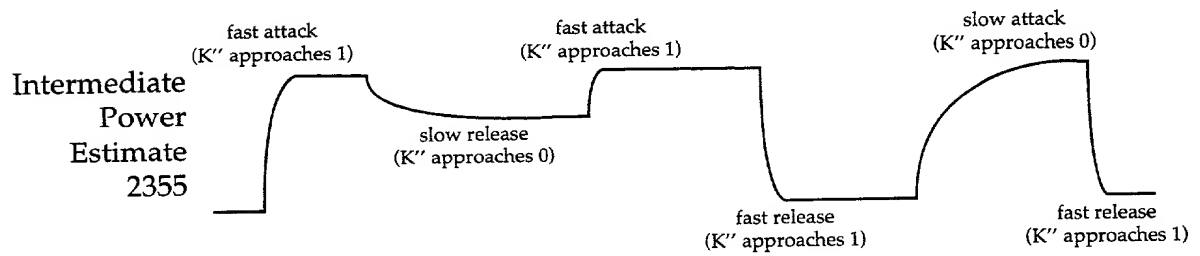 fast attack
(K″ approaches 1)
fast attack
(K″ approaches 1)
slow attack
(K″ approaches 0)
Intermediate
Power
Estimate
2355
slow release
(K″ approaches 0)
fast release
(K″ approaches 1)
fast release
(K″ approaches 1)